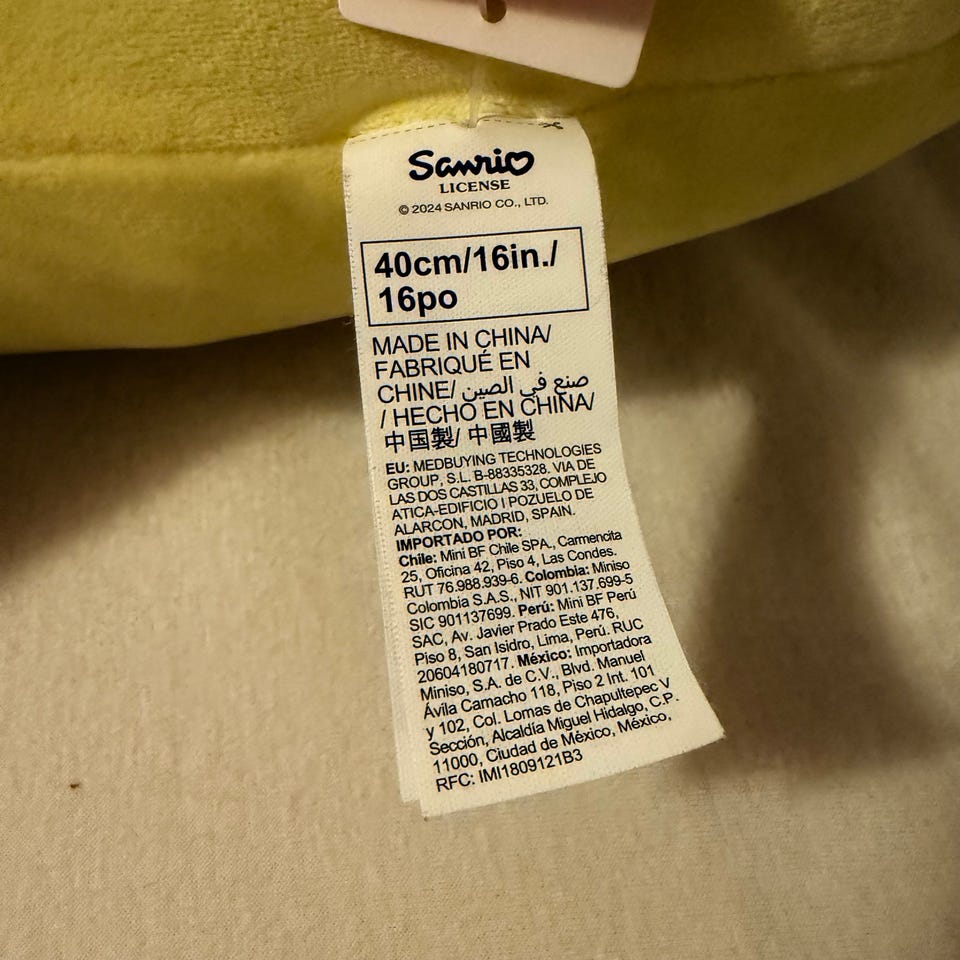 Sanrio
LICENSE
© 2024 SANRIO CO., LTD.
40cm/16in./
16po
MADE IN CHINA/
FABRIQUÉ EN
CHINE/ صنع في الصين
/ HECHO EN CHINA/
中国製/ 中國製
EU: MEDBUYING TECHNOLOGIES
GROUP, S.L. B-88335328. VIA DE
LAS DOS CASTILLAS 33, COMPLEJO
ATICA-EDIFICIO I POZUELO DE
ALARCON, MADRID, SPAIN.
IMPORTADO POR:
Chile: Mini BF Chile SPA., Carmencita
25, Oficina 42, Piso 4, Las Condes.
RUT 76.988.939-6. Colombia: Miniso
Colombia S.A.S., NIT 901.137.699-5
SIC 901137699. Perú: Mini BF Perú
SAC, Av. Javier Prado Este 476,
Piso 8, San Isidro, Lima, Perú. RUC
20604180717. México: Importadora
Miniso, S.A. de C.V., Blvd. Manuel
Ávila Camacho 118, Piso 2 Int. 101
y 102, Col. Lomas de Chapultepec V
Sección, Alcaldía Miguel Hidalgo, C.P.
11000, Ciudad de México, México,
RFC: IMI1809121B3